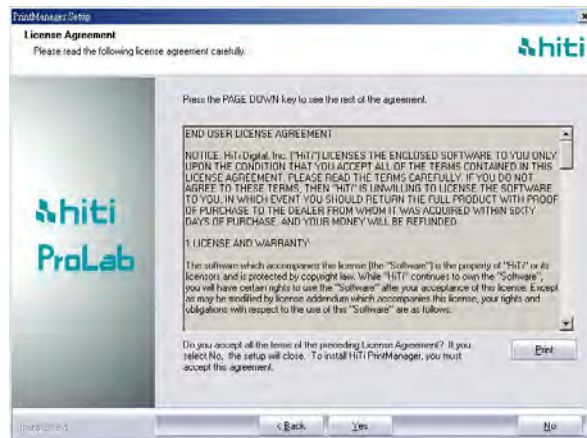 PrintManager Setup
License Agreement
Please read the following license agreement carefully.
hiti
Press the PAGE DOWN key to see the rest of the agreement.
END USER LICENSE AGREEMENT
NOTICE: HiTi Digital, Inc. ("HiTi") LICENSES THE ENCLOSED SOFTWARE TO YOU ONLY
UPON THE CONDITION THAT YOU ACCEPT ALL OF THE TERMS CONTAINED IN THIS
LICENSE AGREEMENT. PLEASE READ THE TERMS CAREFULLY. IF YOU DO NOT
AGREE TO THESE TERMS, THEN "HiTi" IS UNWILLING TO LICENSE THE SOFTWARE
TO YOU, IN WHICH EVENT YOU SHOULD RETURN THE FULL PRODUCT WITH PROOF
OF PURCHASE TO THE DEALER FROM WHOM IT WAS ACQUIRED WITHIN SIXTY
DAYS OF PURCHASE, AND YOUR MONEY WILL BE REFUNDED.
1.LICENSE AND WARRANTY:
The software which accompanies the license (the "Software") is the property of "HiTi" or its
licensors and is protected by copyright law. While "HiTi" continues to own the "Software",
you will have certain rights to use the "Software" after your acceptance of this license. Except
as may be modified by license addendum which accompanies this license, your rights and
obligations with respect to the use of this "Software" are as follows:
hiti
ProLab
Do you accept all the terms of the preceding License Agreement? If you
select No, the setup will close. To install HiTi PrintManager, you must
accept this agreement.
Print
InstallShield
< Back
Yes
No